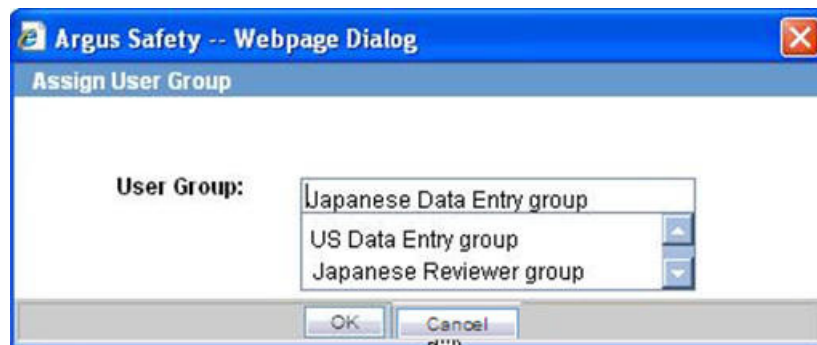 Argus Safety -- Webpage Dialog
Assign User Group
User Group:
Japanese Data Entry group
US Data Entry group
Japanese Reviewer group
OK Cancel